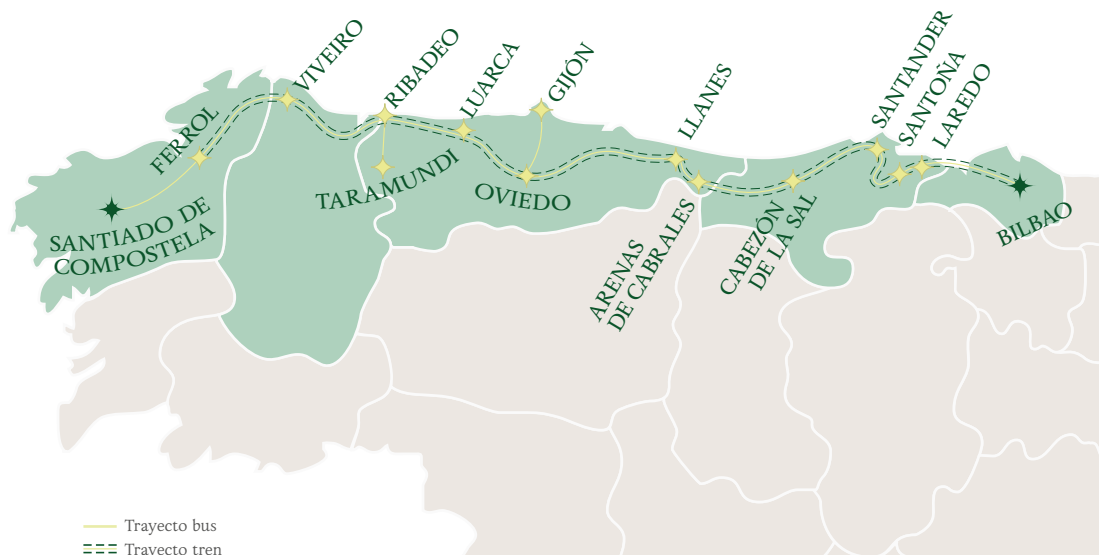 VIVEIRO
RIBADEO
LUARCA
GIJÓN
LLANES
SANTANDER
SANTOÑA
LAREDO
FERROL
TARAMUNDI
OVIEDO
SANTIADO DE
COMPOSTELA
ARENAS
DE CABRALES
CABEZÓN
DE LA SAL
BILBAO
Trayecto bus
Trayecto tren